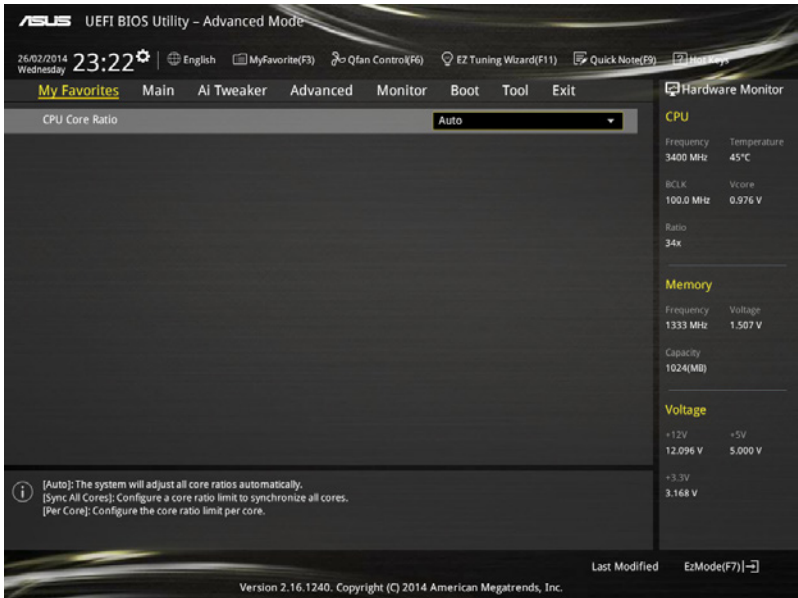 ASUS UEFI BIOS Utility – Advanced Mode
26/02/2014
Wednesday
23:22
English
MyFavorite(F3)
Qfan Control(F6)
EZ Tuning Wizard(F11)
Quick Note(F9)
Hot Keys
My Favorites Main Ai Tweaker Advanced Monitor Boot Tool Exit
CPU Core Ratio
Auto
[Auto]: The system will adjust all core ratios automatically.
[Sync All Cores]: Configure a core ratio limit to synchronize all cores.
[Per Core]: Configure the core ratio limit per core.
Hardware Monitor
CPU
Frequency Temperature
3400 MHz 45°C
BCLK Vcore
100.0 MHz 0.976 V
Ratio
34x
Memory
Frequency Voltage
1333 MHz 1.507 V
Capacity
1024(MB)
Voltage
+12V +5V
12.096 V 5.000 V
+3.3V
3.168 V
Last Modified
EzMode(F7)
Version 2.16.1240. Copyright (C) 2014 American Megatrends, Inc.